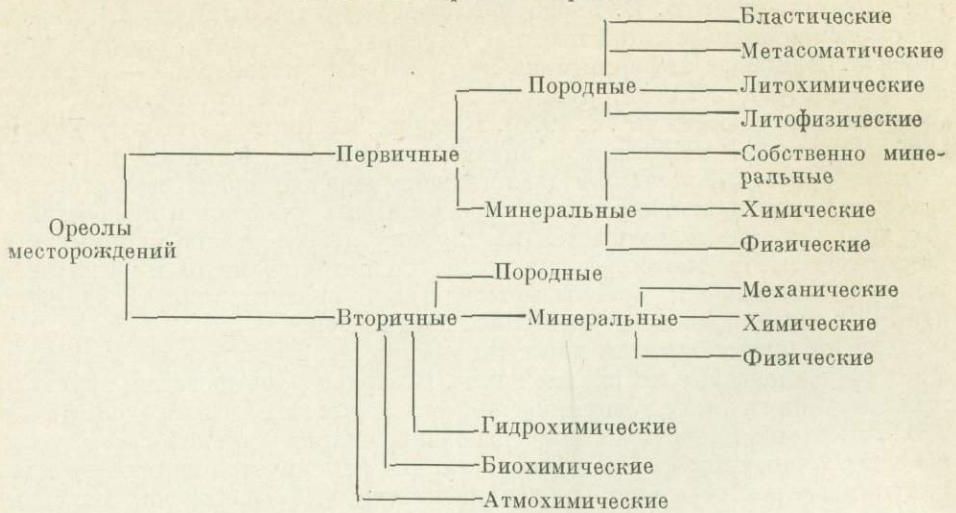 Бластические
Метасоматические
Породные
Литохимические
Литофизические
Первичные
Собственно мине-
ральные
Минеральные
Химические
Физические
Ореолы
месторождений
Породные
Механические
Вторичные
Минеральные
Химические
Физические
Гидрохимические
Биохимические
Атмохимические